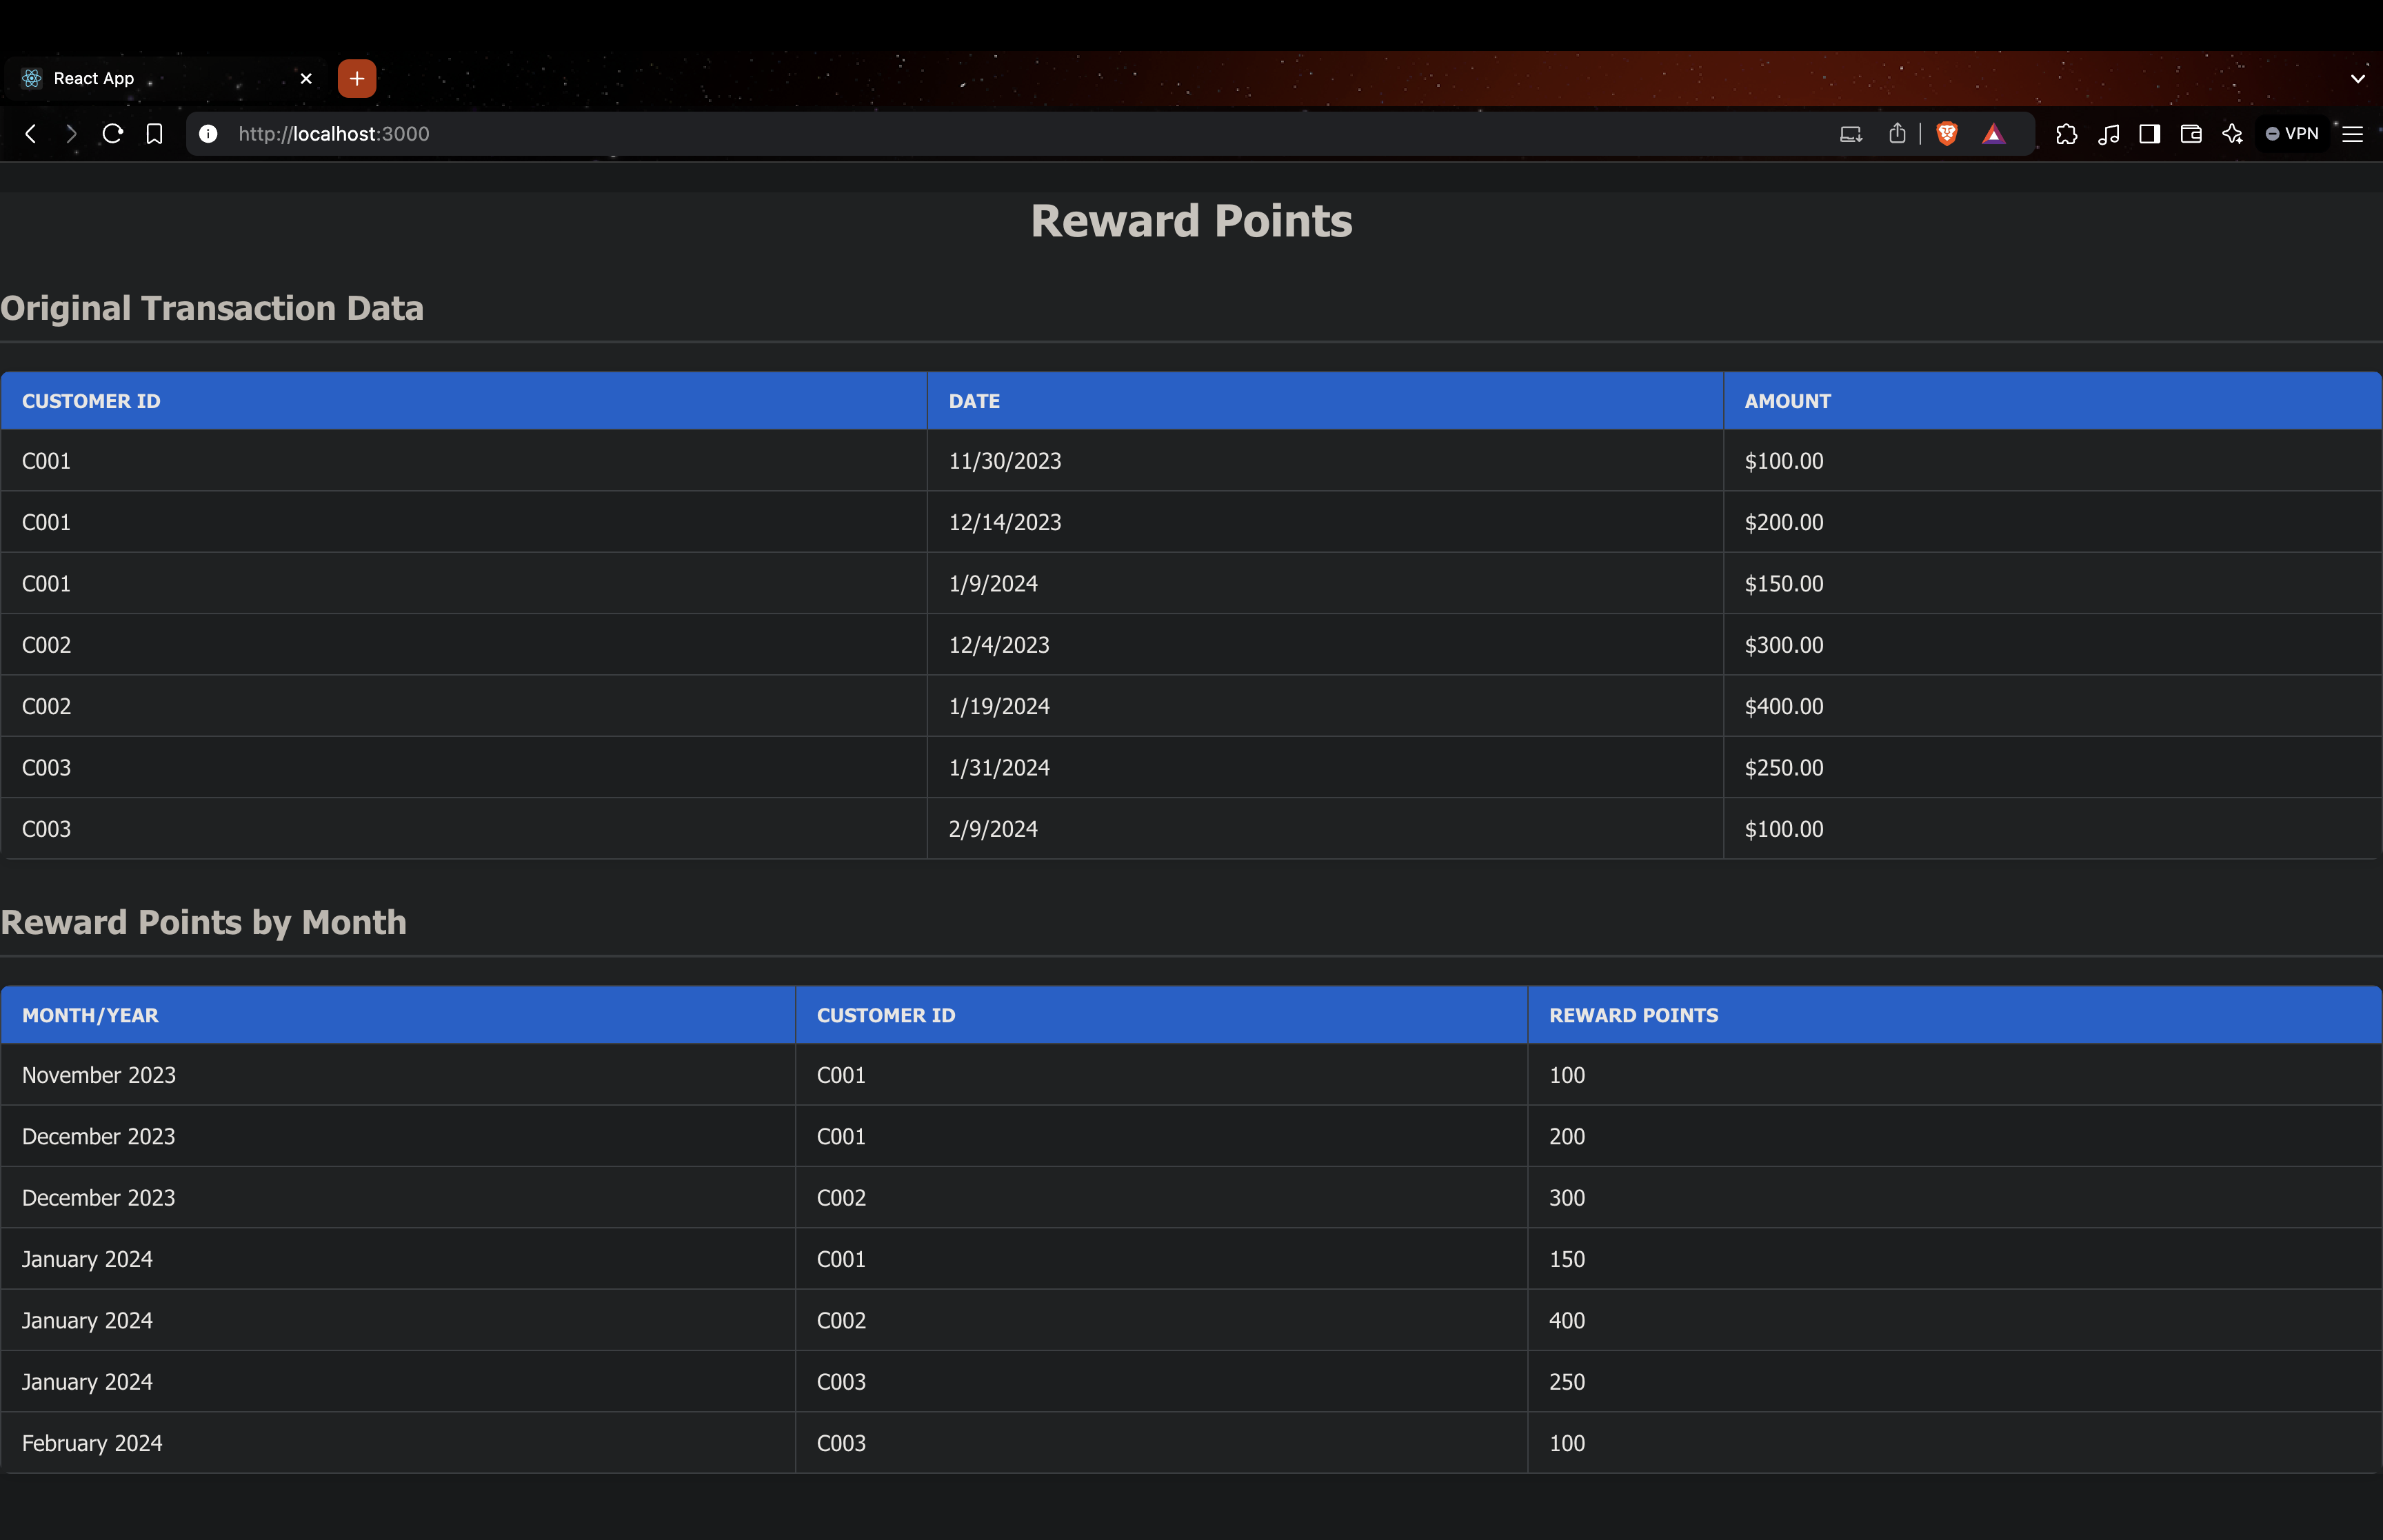 React App
http://localhost:3000
VPN
Reward Points
Original Transaction Data
CUSTOMER ID DATE AMOUNT
C001 11/30/2023 $100.00
C001 12/14/2023 $200.00
C001 1/9/2024 $150.00
C002 12/4/2023 $300.00
C002 1/19/2024 $400.00
C003 1/31/2024 $250.00
C003 2/9/2024 $100.00
Reward Points by Month
MONTH/YEAR CUSTOMER ID REWARD POINTS
November 2023 C001 100
December 2023 C001 200
December 2023 C002 300
January 2024 C001 150
January 2024 C002 400
January 2024 C003 250
February 2024 C003 100